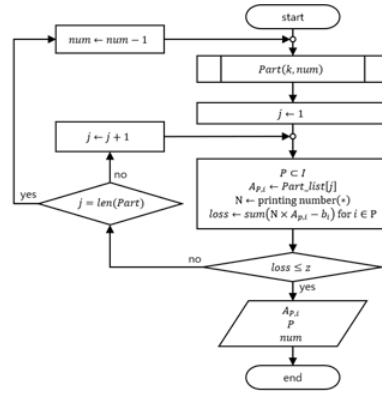 start
num ← num − 1
Part(k, num)
j ← 1
j ← j + 1
P ⊂ I
A_{P,i} ← Part_list[j]
N ← printing number(*)
loss ← sum(N × A_{p,i} − b_i) for i ∈ P
no
yes
j = len(Part)
no
loss ≤ z
yes
A_{P,i}
P
num
end